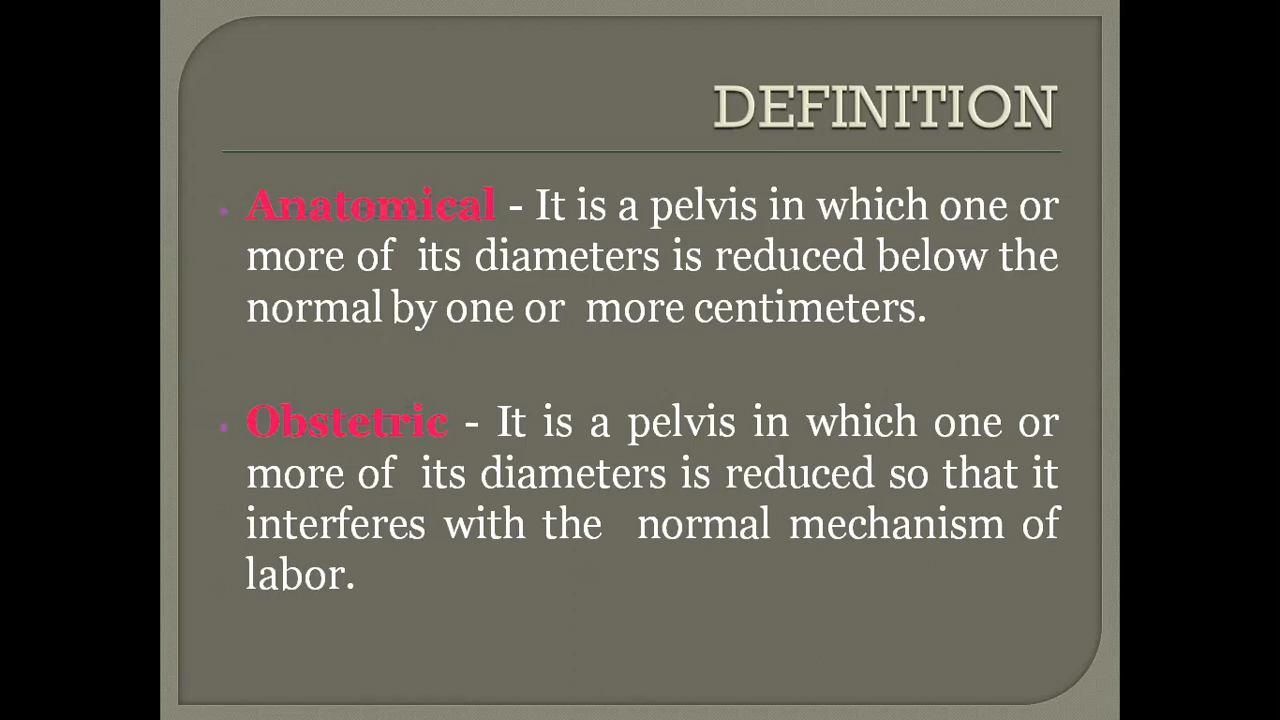 DEFINITION
• Anatomical - It is a pelvis in which one or
more of its diameters is reduced below the
normal by one or more centimeters.
• Obstetric - It is a pelvis in which one or
more of its diameters is reduced so that it
interferes with the normal mechanism of
labor.